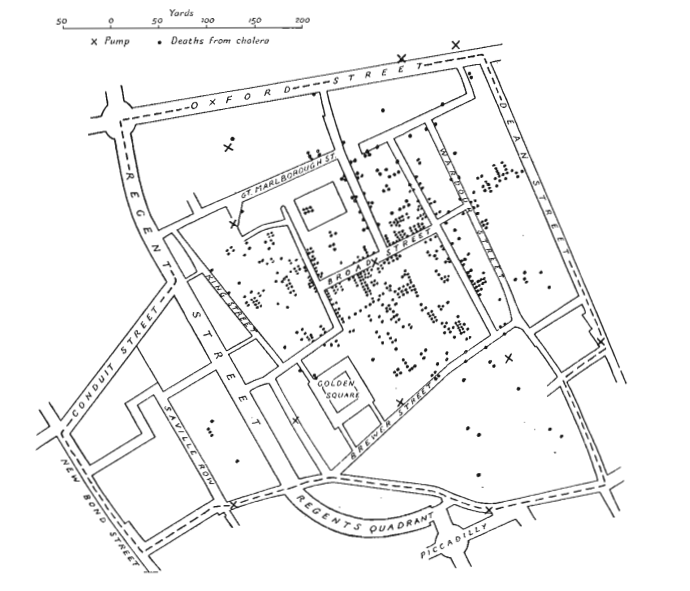 Yards
50 0 50 100 150 200
x Pump • Deaths from cholera
OXFORD STREET
GT. MARLBOROUGH ST.
REGENT STREET
DEAN STREET
WARDOUR STREET
BROAD STREET
KING STREET
CONDUIT STREET
GOLDEN
SQUARE
BREWER STREET
SAVILLE ROW
NEW BOND STREET
REGENTS QUADRANT
PICCADILLY